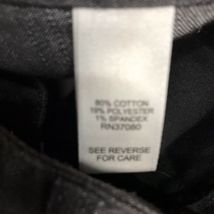 80% COTTON
19% POLYESTER
1% SPANDEX
RN37080
SEE REVERSE
FOR CARE